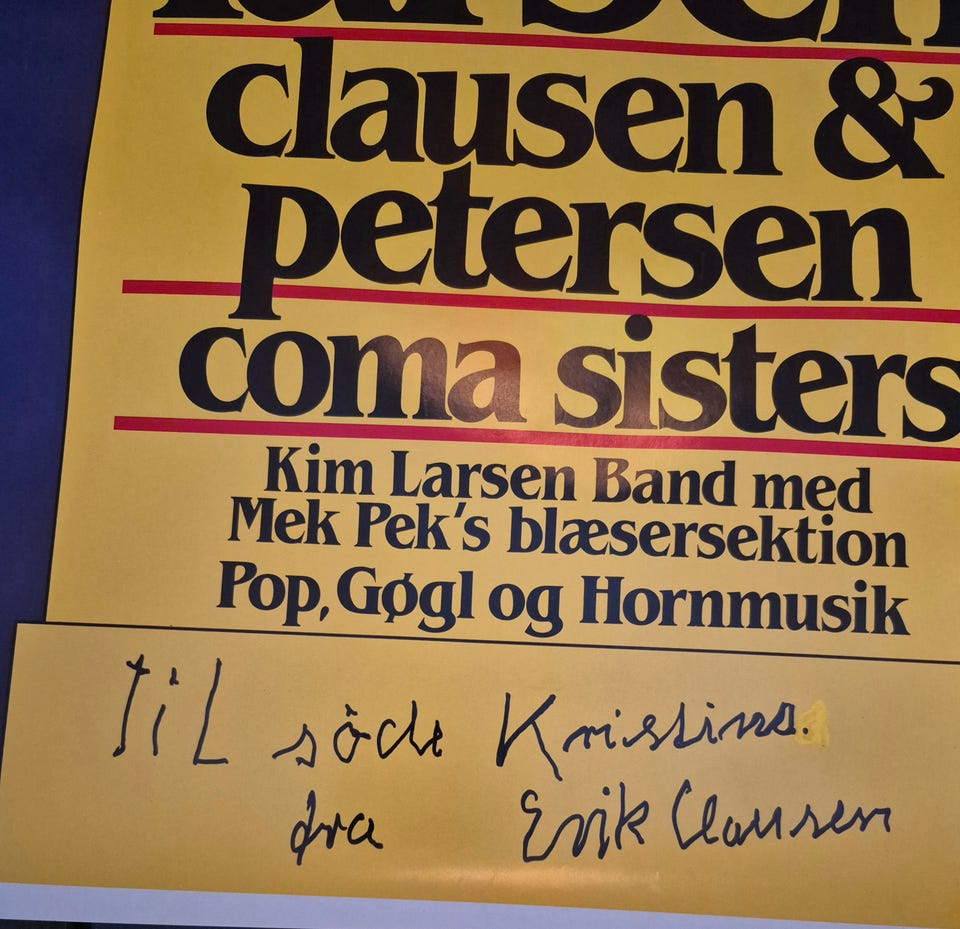 larsen
clausen &
petersen
coma sisters
Kim Larsen Band med
Mek Pek's blæsersektion
Pop, Gøgl og Hornmusik
Til söde Kristina.
fra Erik Clausen